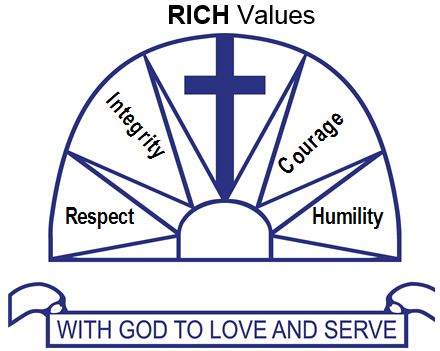 RICH Values
Integrity
Courage
Respect
Humility
WITH GOD TO LOVE AND SERVE